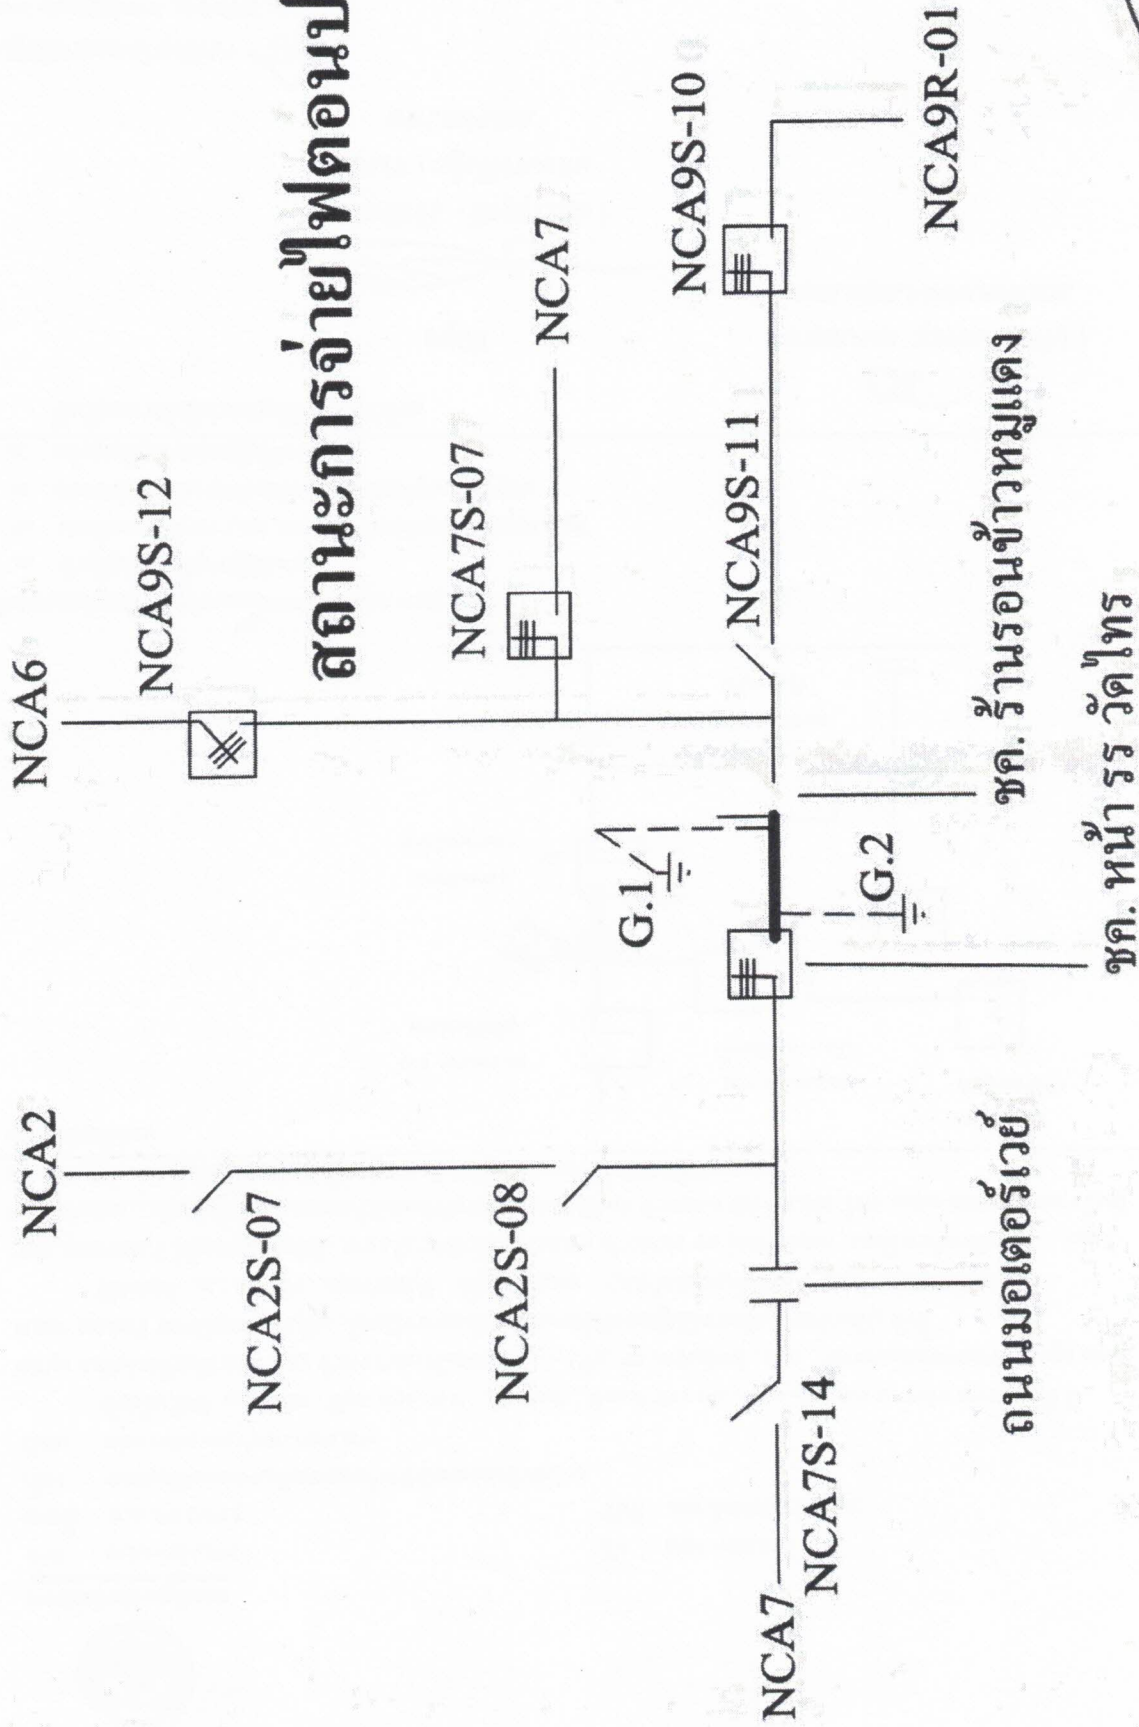 สถานะการจ่ายไฟตอนป
NCA2
NCA6
NCA9S-12
NCA2S-07
NCA7S-07
NCA7
NCA2S-08
G.1
NCA9S-10
NCA9S-11
NCA7
NCA7S-14
G.2
NCA9R-01
ถนนมอเตอร์เวย์
ชด ร้านรอนข้าวหมูแดง
ชด. หน้า รร วัดไทร